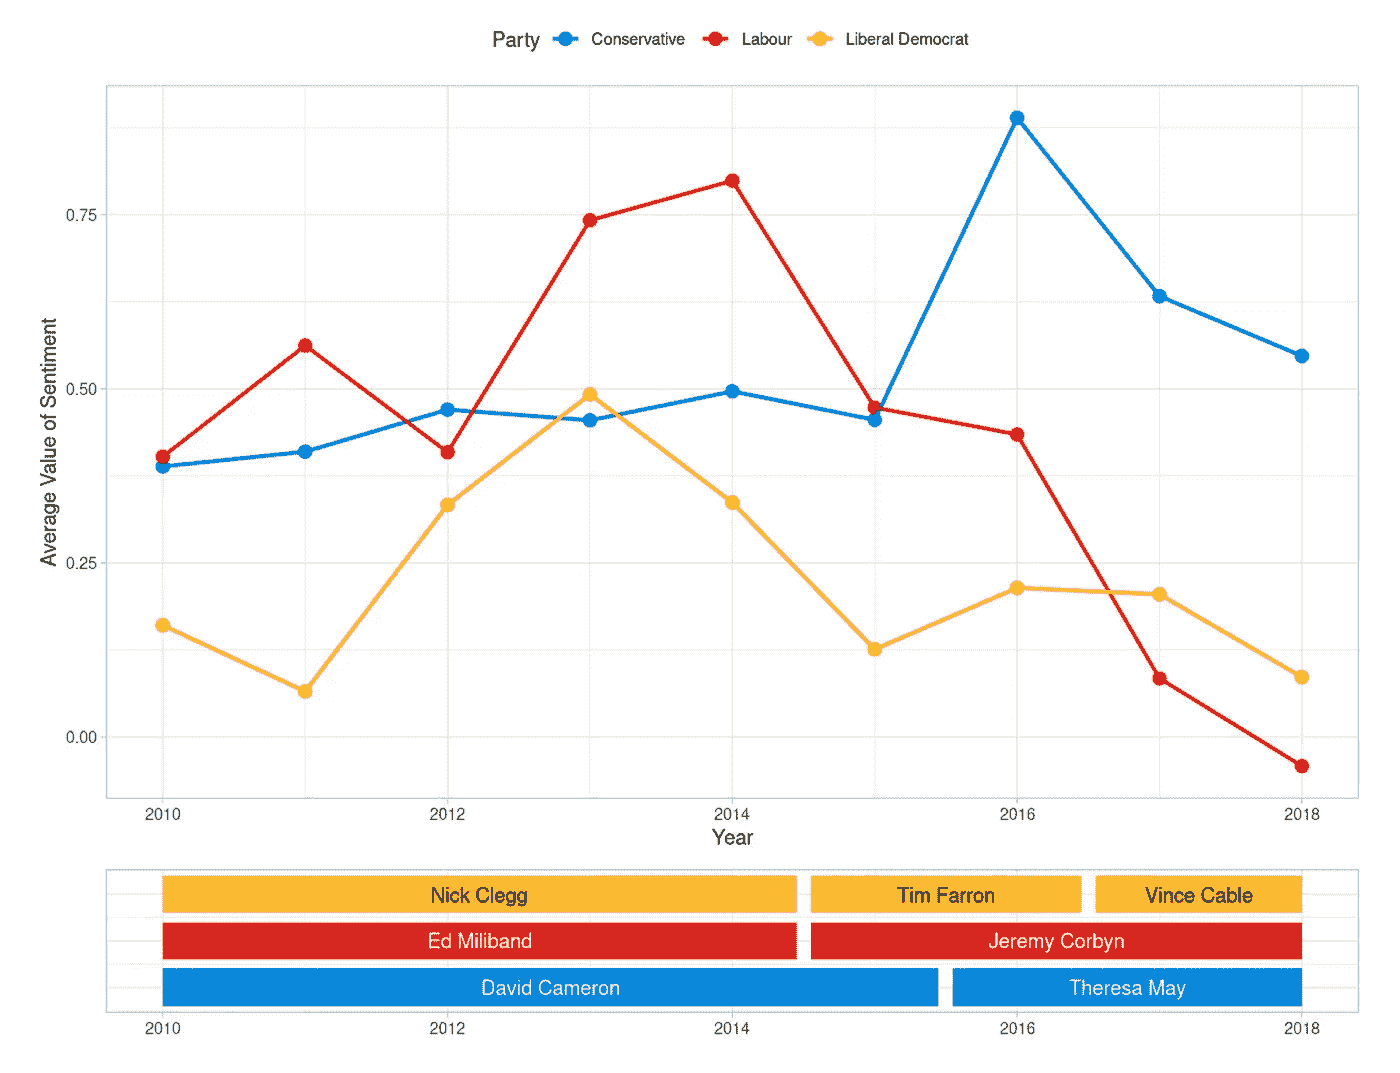 Party Conservative Labour Liberal Democrat
Average Value of Sentiment
0.75
0.50
0.25
0.00
2010 2012 2014 2016 2018
Year
Nick Clegg Tim Farron Vince Cable
Ed Miliband Jeremy Corbyn
David Cameron Theresa May
2010 2012 2014 2016 2018